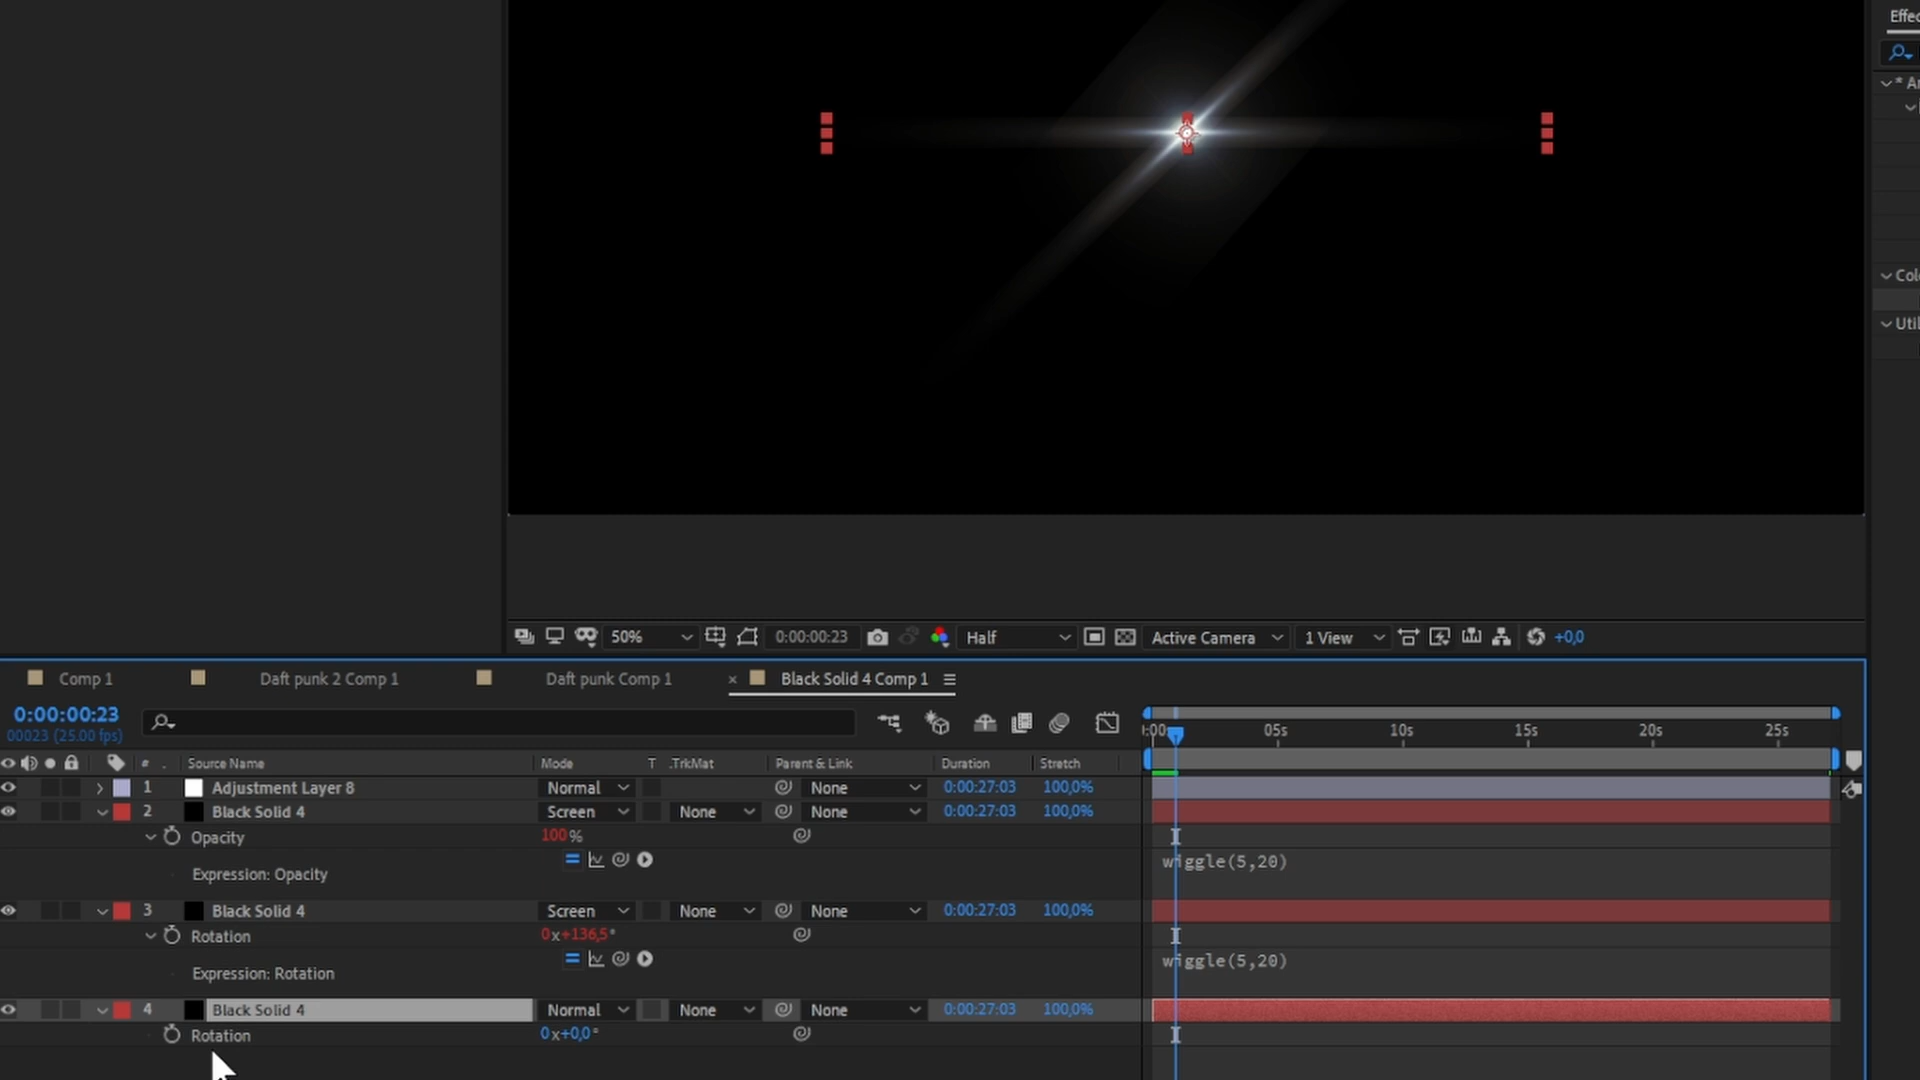 Effec
* An
Colo
Util
50%
0:00:00:23
Half
Active Camera
1 View
+0,0
Comp 1
Daft punk 2 Comp 1
Daft punk Comp 1
× Black Solid 4 Comp 1
0:00:00:23
00023 (25.00 fps)
:00 05s 10s 15s 20s 25s
# . Source Name Mode T .TrkMat Parent & Link Duration Stretch
1 Adjustment Layer 8 Normal None 0:00:27:03 100,0%
2 Black Solid 4 Screen None None 0:00:27:03 100,0%
Opacity 100 %
Expression: Opacity wiggle(5,20)
3 Black Solid 4 Screen None None 0:00:27:03 100,0%
Rotation 0x+136,5°
Expression: Rotation wiggle(5,20)
4 Black Solid 4 Normal None None 0:00:27:03 100,0%
Rotation 0x+0,0°